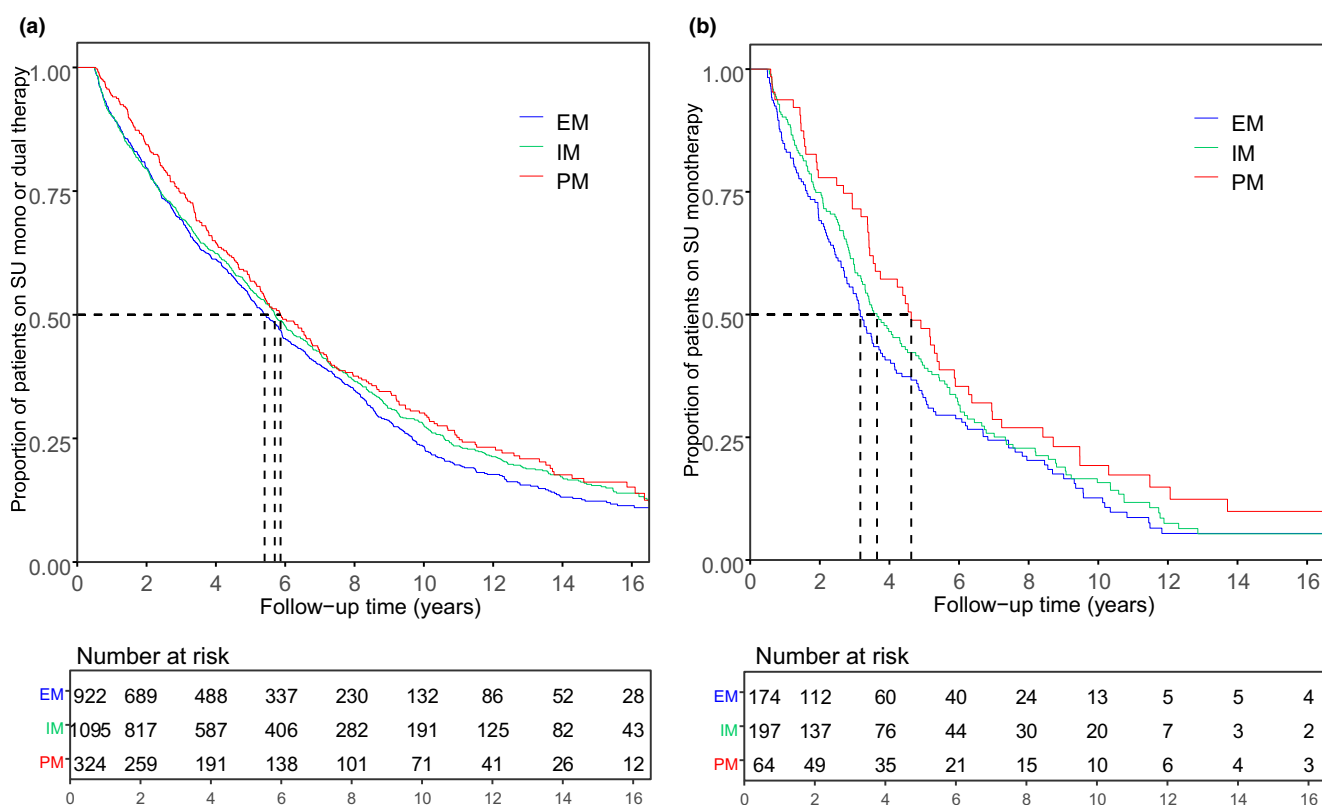 (a)
Proportion of patients on SU mono or dual therapy
1.00
0.75
0.50
0.25
0.00
EM
IM
PM
0 2 4 6 8 10 12 14 16
Follow−up time (years)
Number at risk
EM 922 689 488 337 230 132 86 52 28
IM 1095 817 587 406 282 191 125 82 43
PM 324 259 191 138 101 71 41 26 12
0 2 4 6 8 10 12 14 16
(b)
Proportion of patients on SU monotherapy
1.00
0.75
0.50
0.25
0.00
EM
IM
PM
0 2 4 6 8 10 12 14 16
Follow−up time (years)
Number at risk
EM 174 112 60 40 24 13 5 5 4
IM 197 137 76 44 30 20 7 3 2
PM 64 49 35 21 15 10 6 4 3
0 2 4 6 8 10 12 14 16